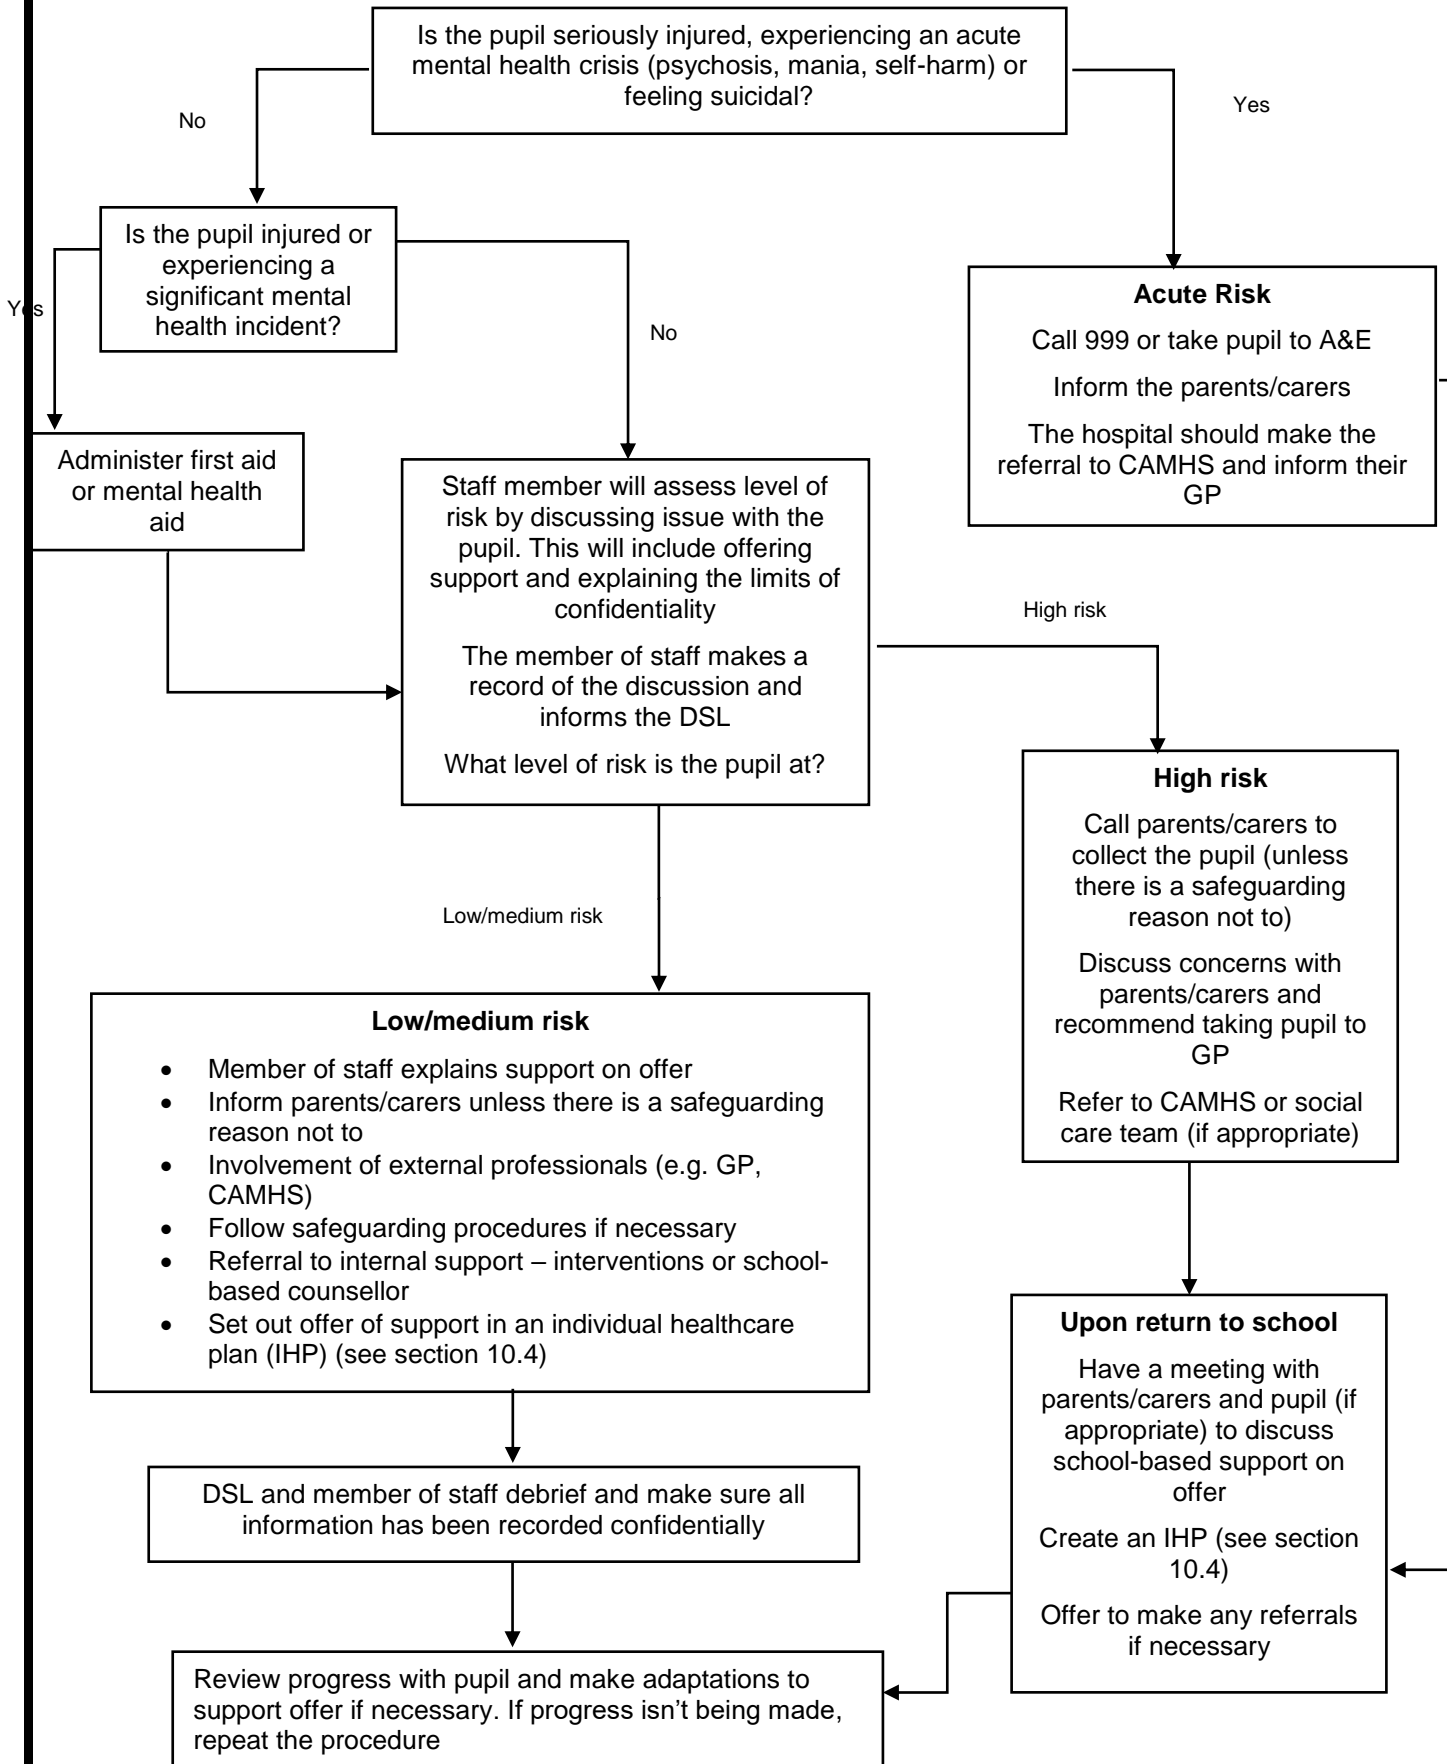 Is the pupil seriously injured, experiencing an acute
mental health crisis (psychosis, mania, self-harm) or
feeling suicidal?
No
Yes
Is the pupil injured or
experiencing a
significant mental
health incident?
Yes
No
Acute Risk
Call 999 or take pupil to A&E
Inform the parents/carers
The hospital should make the
referral to CAMHS and inform their
GP
Administer first aid
or mental health
aid
Staff member will assess level of
risk by discussing issue with the
pupil. This will include offering
support and explaining the limits of
confidentiality
The member of staff makes a
record of the discussion and
informs the DSL
What level of risk is the pupil at?
High risk
High risk
Call parents/carers to
collect the pupil (unless
there is a safeguarding
reason not to)
Discuss concerns with
parents/carers and
recommend taking pupil to
GP
Refer to CAMHS or social
care team (if appropriate)
Low/medium risk
Low/medium risk
• Member of staff explains support on offer
• Inform parents/carers unless there is a safeguarding
reason not to
• Involvement of external professionals (e.g. GP,
CAMHS)
• Follow safeguarding procedures if necessary
• Referral to internal support – interventions or school-
based counsellor
• Set out offer of support in an individual healthcare
plan (IHP) (see section 10.4)
Upon return to school
Have a meeting with
parents/carers and pupil (if
appropriate) to discuss
school-based support on
offer
Create an IHP (see section
10.4)
Offer to make any referrals
if necessary
DSL and member of staff debrief and make sure all
information has been recorded confidentially
Review progress with pupil and make adaptations to
support offer if necessary. If progress isn't being made,
repeat the procedure